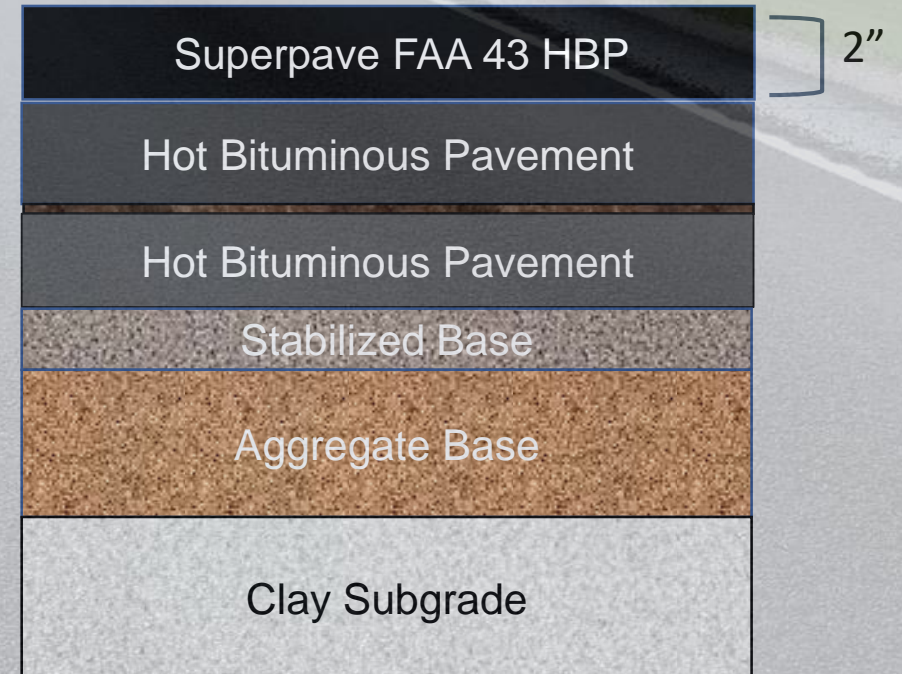 Superpave FAA 43 HBP
2”
Hot Bituminous Pavement
Hot Bituminous Pavement
Stabilized Base
Aggregate Base
Clay Subgrade